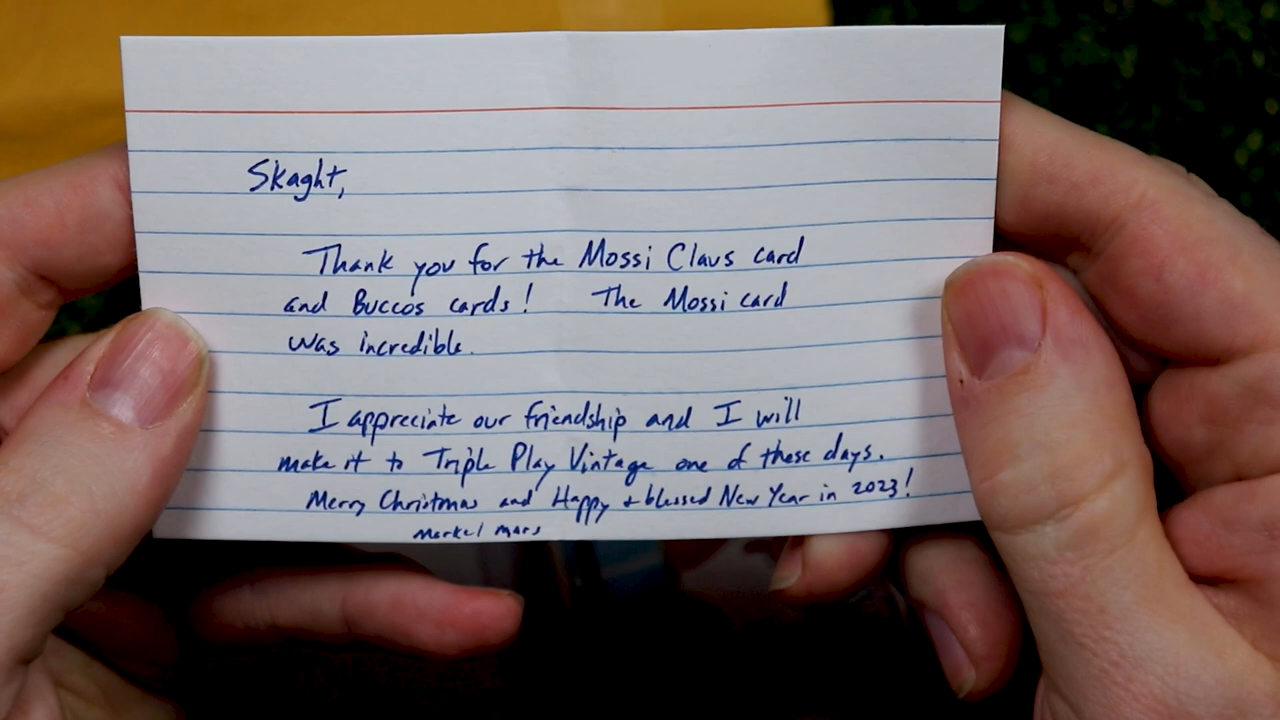 Skaght,
Thank you for the Mossi Claus card
and Buccos cards! The Mossi card
was incredible.
I appreciate our friendship and I will
make it to Triple Play Vintage one of these days.
Merry Christmas and Happy + blessed New Year in 2023!
Markel Mars